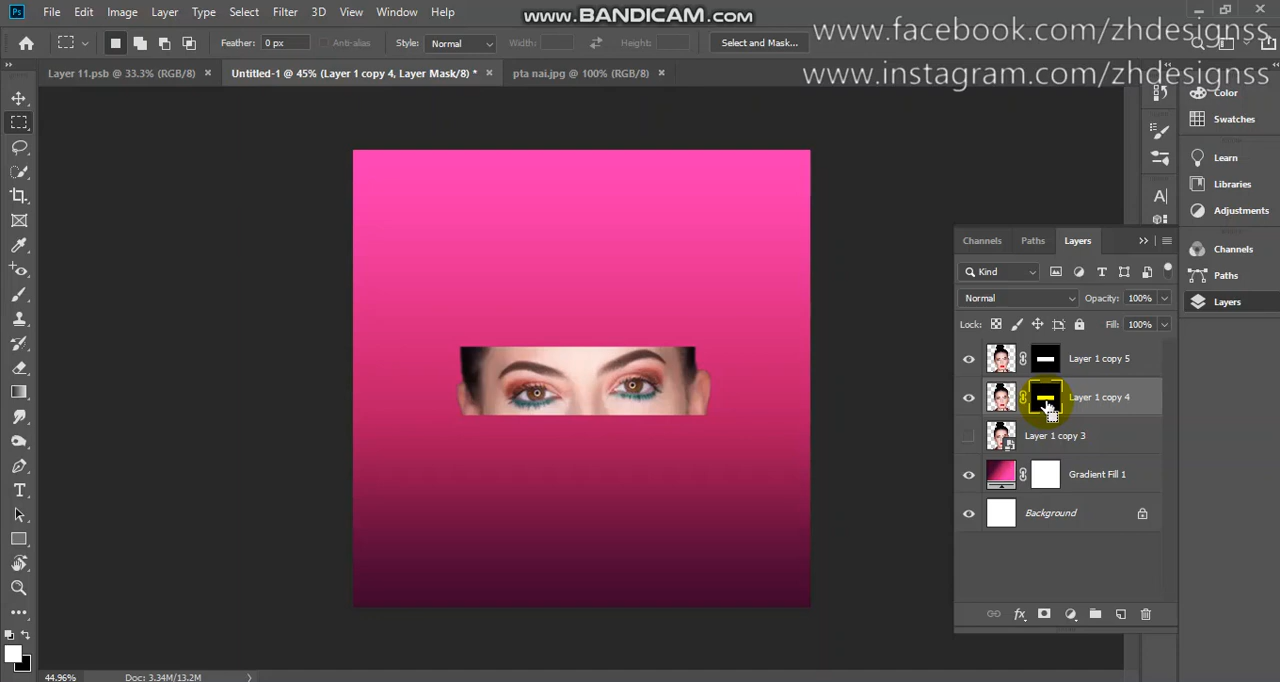 File Edit Image Layer Type Select Filter 3D View Window Help
www.BANDICAM.com
www.facebook.com/zhdesignss
Feather: 0 px Anti-alias Style: Normal Width: Height: Select and Mask...
Layer 11.psb @ 33.3% (RGB/8) × Untitled-1 @ 45% (Layer 1 copy 4, Layer Mask/8) * × pta nai.jpg @ 100% (RGB/8) ×
www.instagram.com/zhdesignss
Color
Swatches
Learn
Libraries
Adjustments
Channels
Paths
Layers
Channels Paths Layers
Kind
Normal Opacity: 100%
Lock: Fill: 100%
Layer 1 copy 5
Layer 1 copy 4
Layer 1 copy 3
Gradient Fill 1
Background
fx
44.96% Doc: 3.34M/13.2M